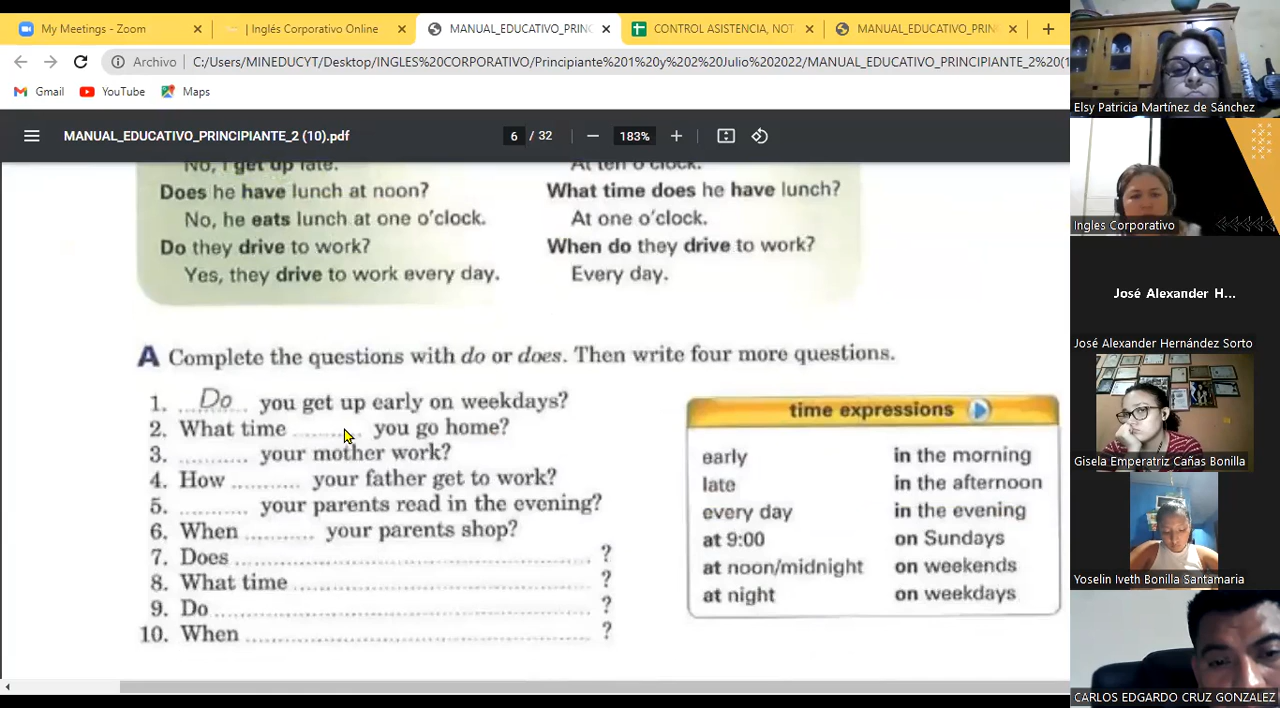 My Meetings - Zoom
| Inglés Corporativo Online
MANUAL_EDUCATIVO_PRINC
CONTROL ASISTENCIA, NOT
MANUAL_EDUCATIVO_PRIN
Archivo
C:/Users/MINEDUCYT/Desktop/INGLES%20CORPORATIVO/Principiante%201%20y%202%20Julio%202022/MANUAL_EDUCATIVO_PRINCIPIANTE_2%20(1
Gmail
YouTube
Maps
MANUAL_EDUCATIVO_PRINCIPIANTE_2 (10).pdf
6 / 32
183%
No, I get up late.
Does he have lunch at noon?
No, he eats lunch at one o'clock.
Do they drive to work?
Yes, they drive to work every day.
At ten o'clock.
What time does he have lunch?
At one o'clock.
When do they drive to work?
Every day.
A Complete the questions with do or does. Then write four more questions.
1. Do you get up early on weekdays?
2. What time .......... you go home?
3. .......... your mother work?
4. How .......... your father get to work?
5. .......... your parents read in the evening?
6. When .......... your parents shop?
7. Does .......... ?
8. What time .......... ?
9. Do .......... ?
10. When .......... ?
time expressions
early
late
every day
at 9:00
at noon/midnight
at night
in the morning
in the afternoon
in the evening
on Sundays
on weekends
on weekdays
Elsy Patricia Martínez de Sánchez
Ingles Corporativo
José Alexander H...
José Alexander Hernández Sorto
Gisela Emperatriz Cañas Bonilla
Yoselin Iveth Bonilla Santamaria
CARLOS EDGARDO CRUZ GONZALEZ